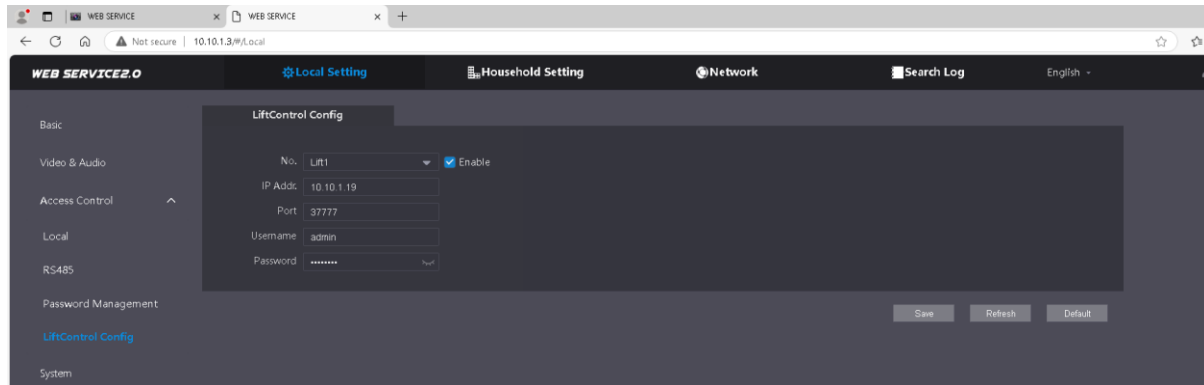 WEB SERVICE
WEB SERVICE
Not secure 10.10.1.3/#/Local
WEB SERVICE2.0 Local Setting Household Setting Network Search Log English
Basic
Video & Audio
Access Control
Local
RS485
Password Management
LiftControl Config
System
LiftControl Config
No. Lift1 Enable
IP Addr. 10.10.1.19
Port 37777
Username admin
Password ••••••••
Save Refresh Default